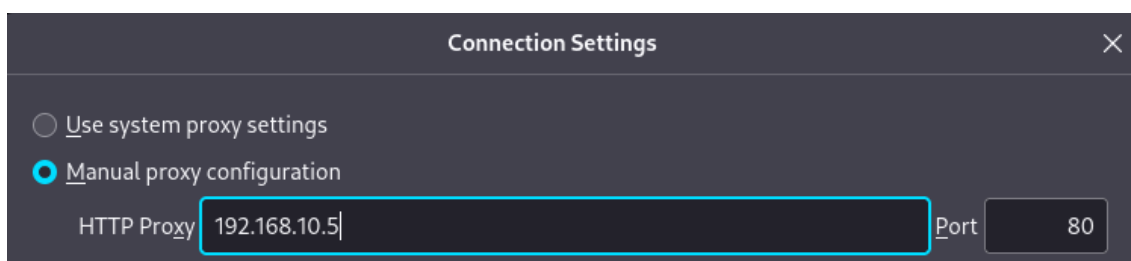 Connection Settings
Use system proxy settings
Manual proxy configuration
HTTP Proxy 192.168.10.5 Port 80